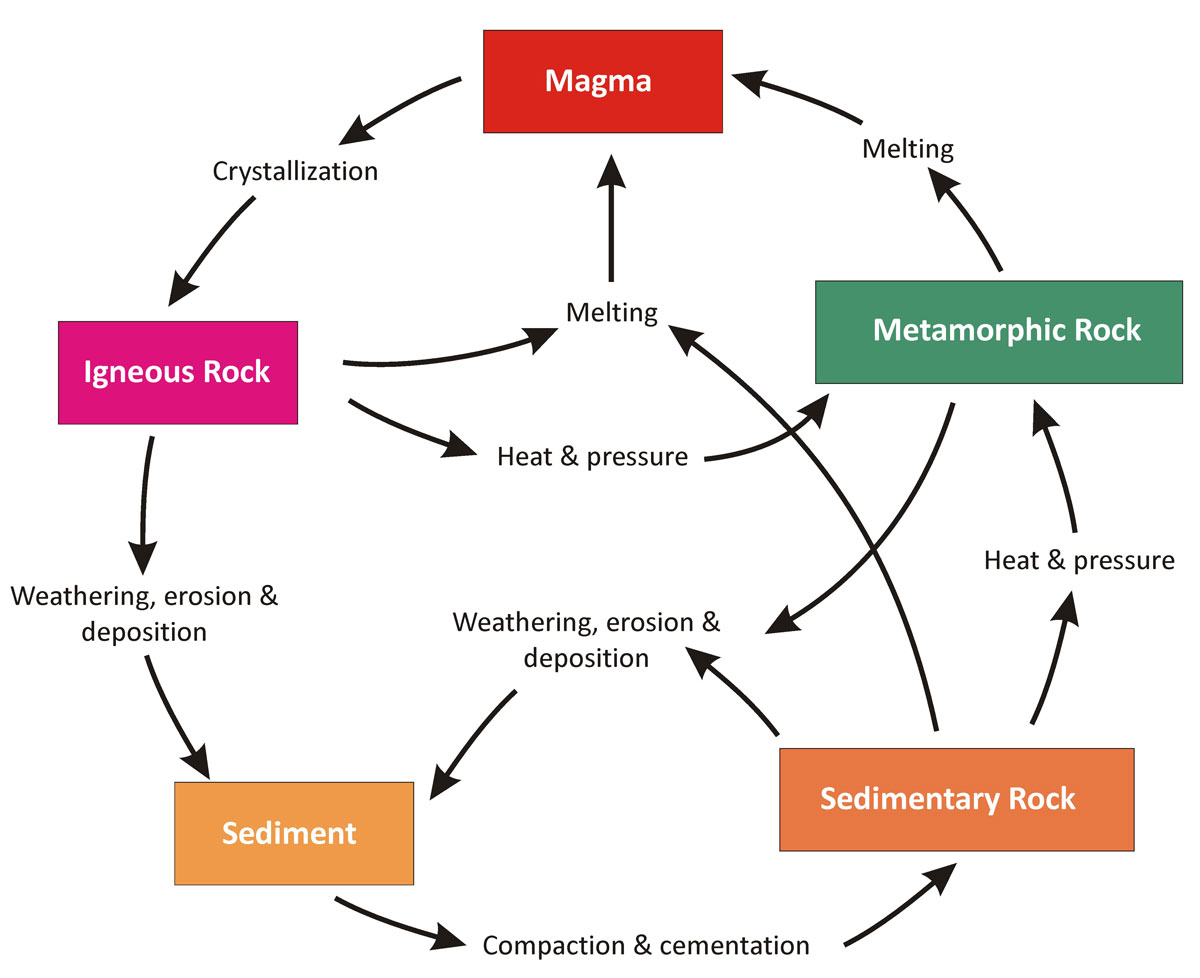 Magma
Melting
Crystallization
Melting
Metamorphic Rock
Igneous Rock
Heat & pressure
Heat & pressure
Weathering, erosion &
deposition
Weathering, erosion &
deposition
Sedimentary Rock
Sediment
Compaction & cementation